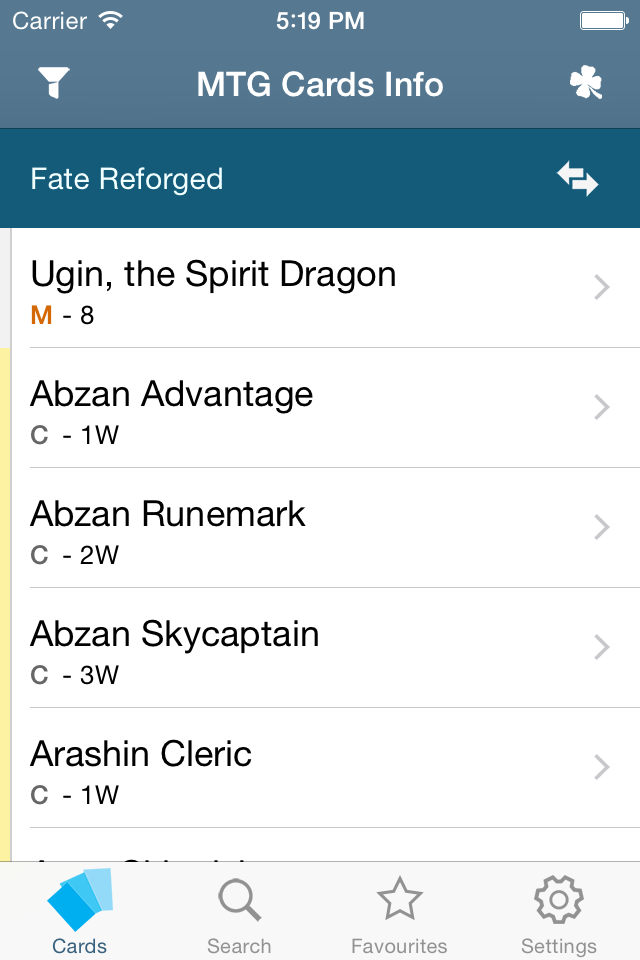 Carrier 5:19 PM
MTG Cards Info
Fate Reforged
Ugin, the Spirit Dragon
M - 8
Abzan Advantage
C - 1W
Abzan Runemark
C - 2W
Abzan Skycaptain
C - 3W
Arashin Cleric
C - 1W
Cards Search Favourites Settings